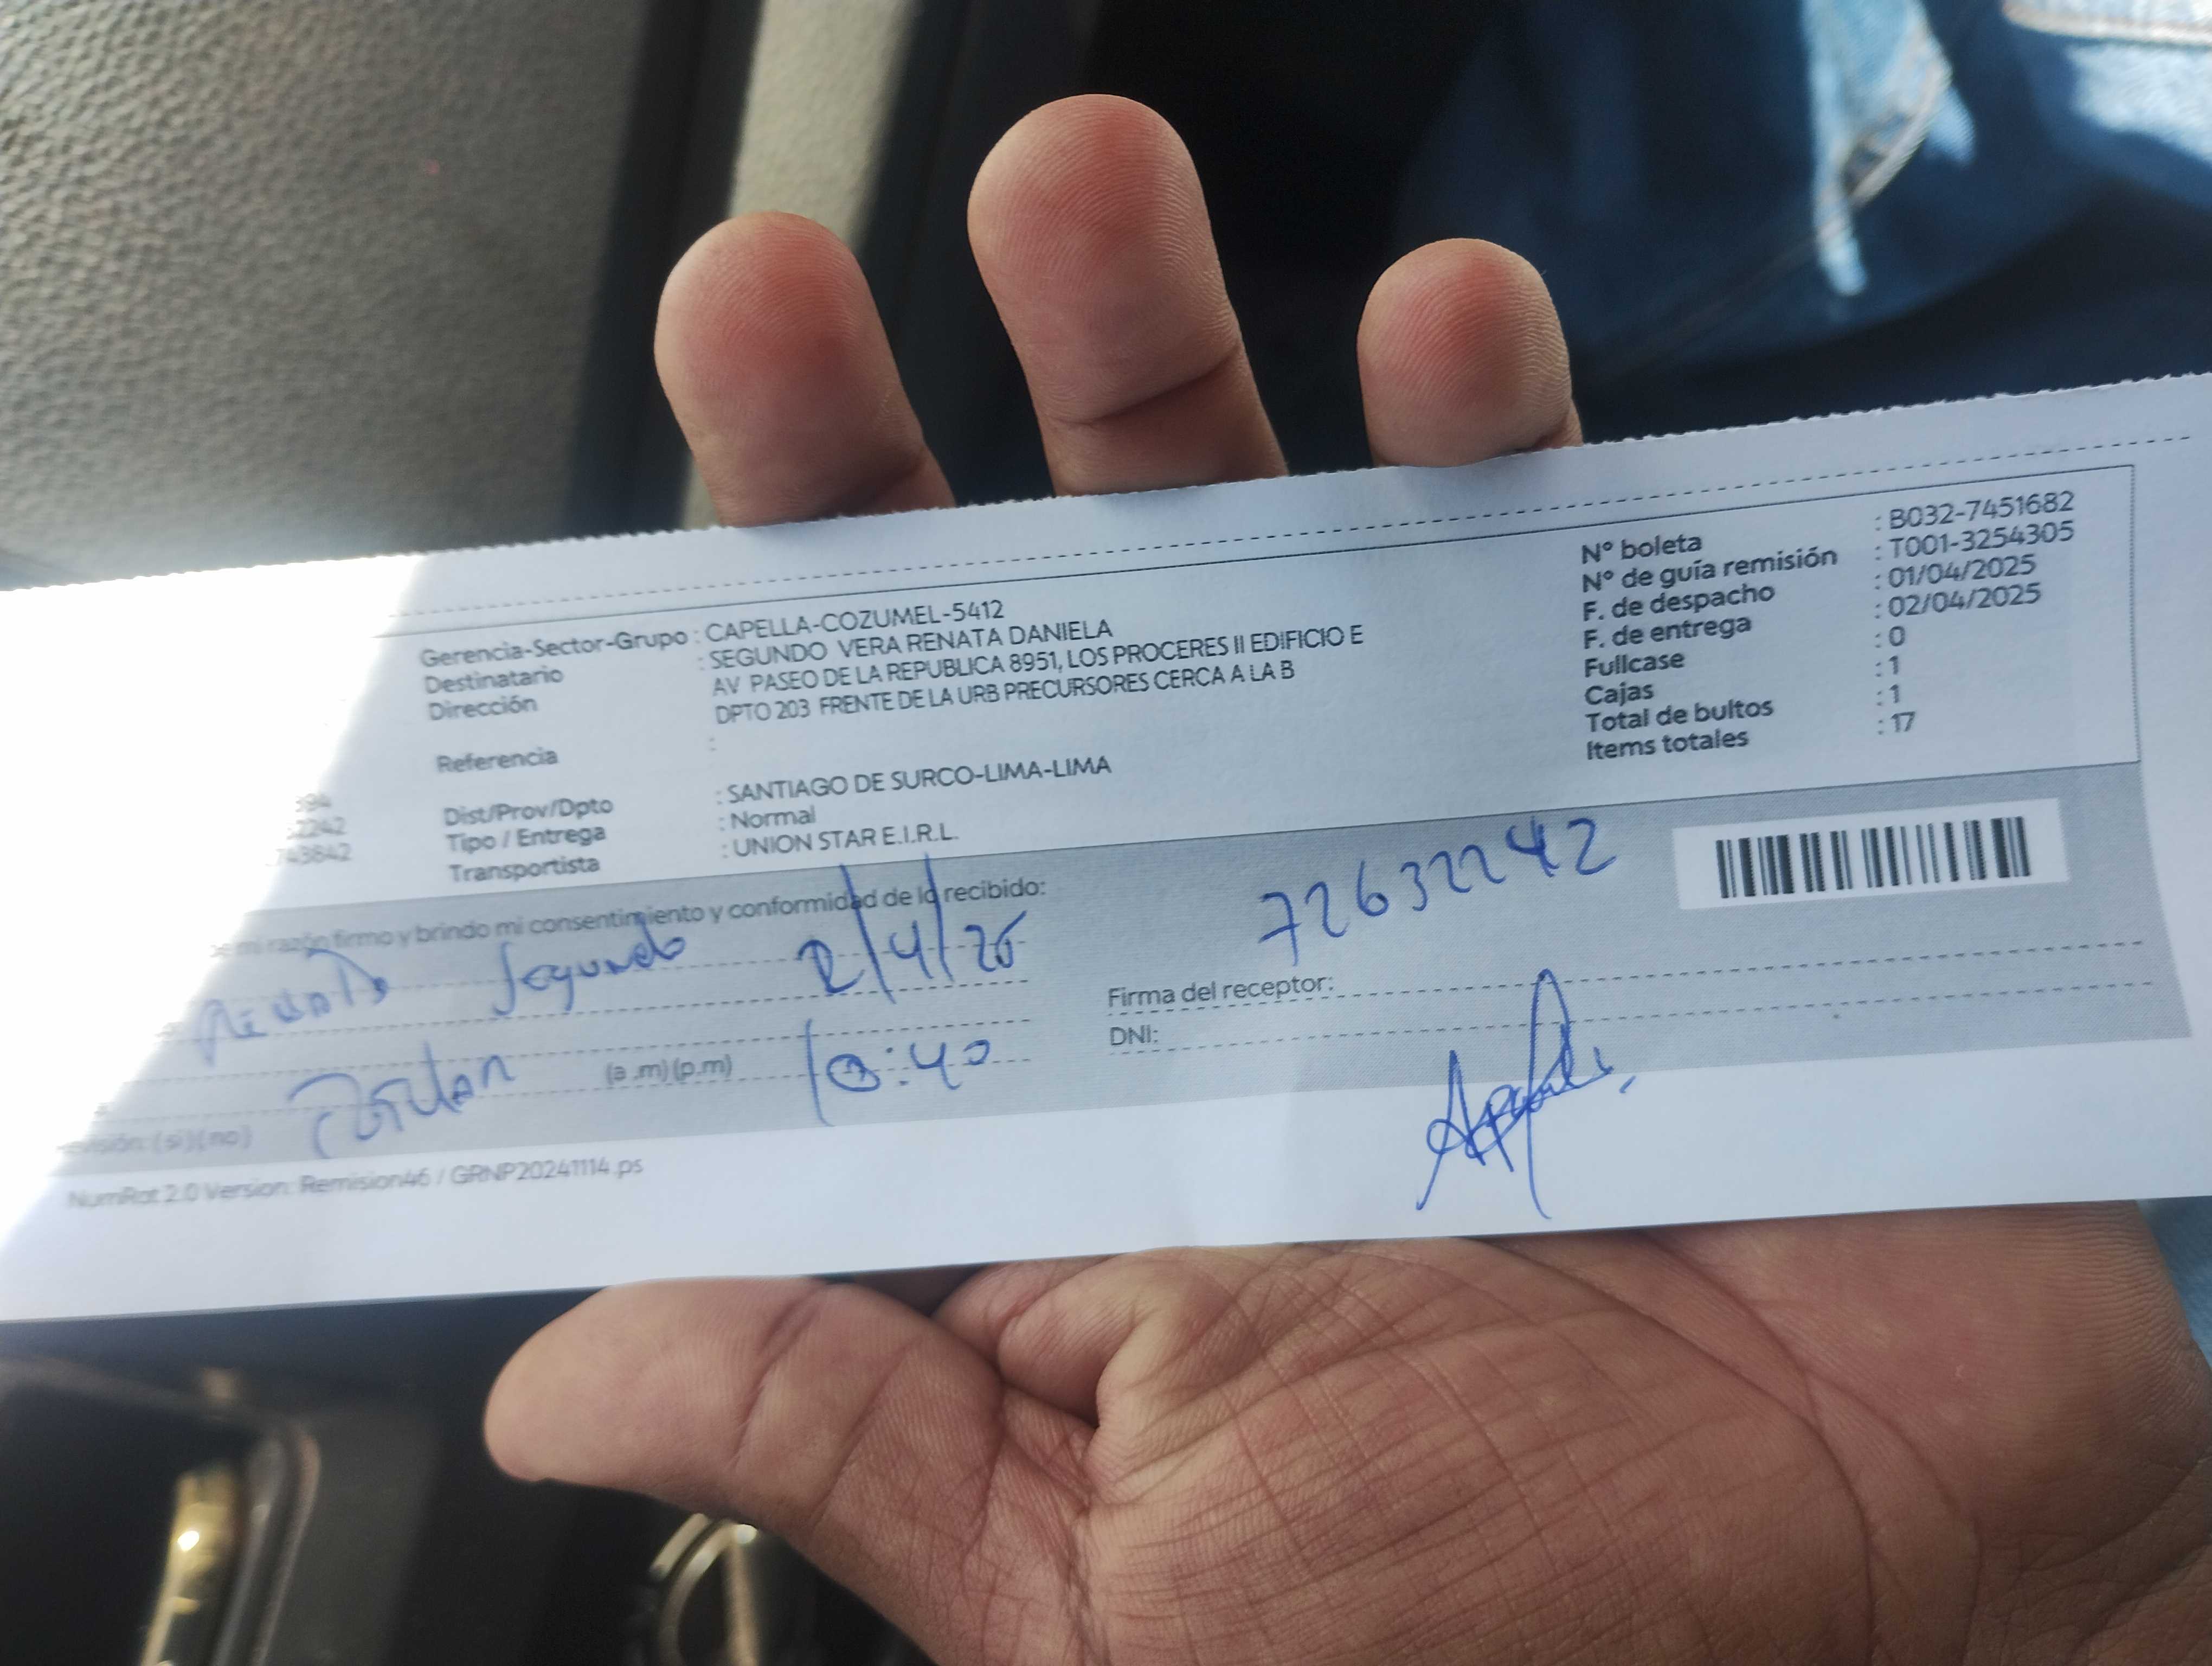 Nº boleta : B032-7451682
Nº de guía remisión : T001-3254305
F. de despacho : 01/04/2025
F. de entrega : 02/04/2025
Fullcase : 0
Cajas : 1
Total de bultos : 1
Items totales : 17
Gerencia-Sector-Grupo : CAPELLA-COZUMEL-5412
Destinatario : SEGUNDO VERA RENATA DANIELA
Dirección AV PASEO DE LA REPUBLICA 8951, LOS PROCERES II EDIFICIO E
DPTO 203 FRENTE DE LA URB PRECURSORES CERCA A LA B
Referencia :
Dist/Prov/Dpto : SANTIAGO DE SURCO-LIMA-LIMA
Tipo / Entrega : Normal
Transportista : UNION STAR E.I.R.L.
mi razón firmo y brindo mi consentimiento y conformidad de lo recibido:
Segundo 2/4/25
72632242
(a .m) (p.m) 10:40
Firma del receptor:
DNI:
(si) (no)
NumRot 2.0 Version: Remision46 / GRNP20241114.ps